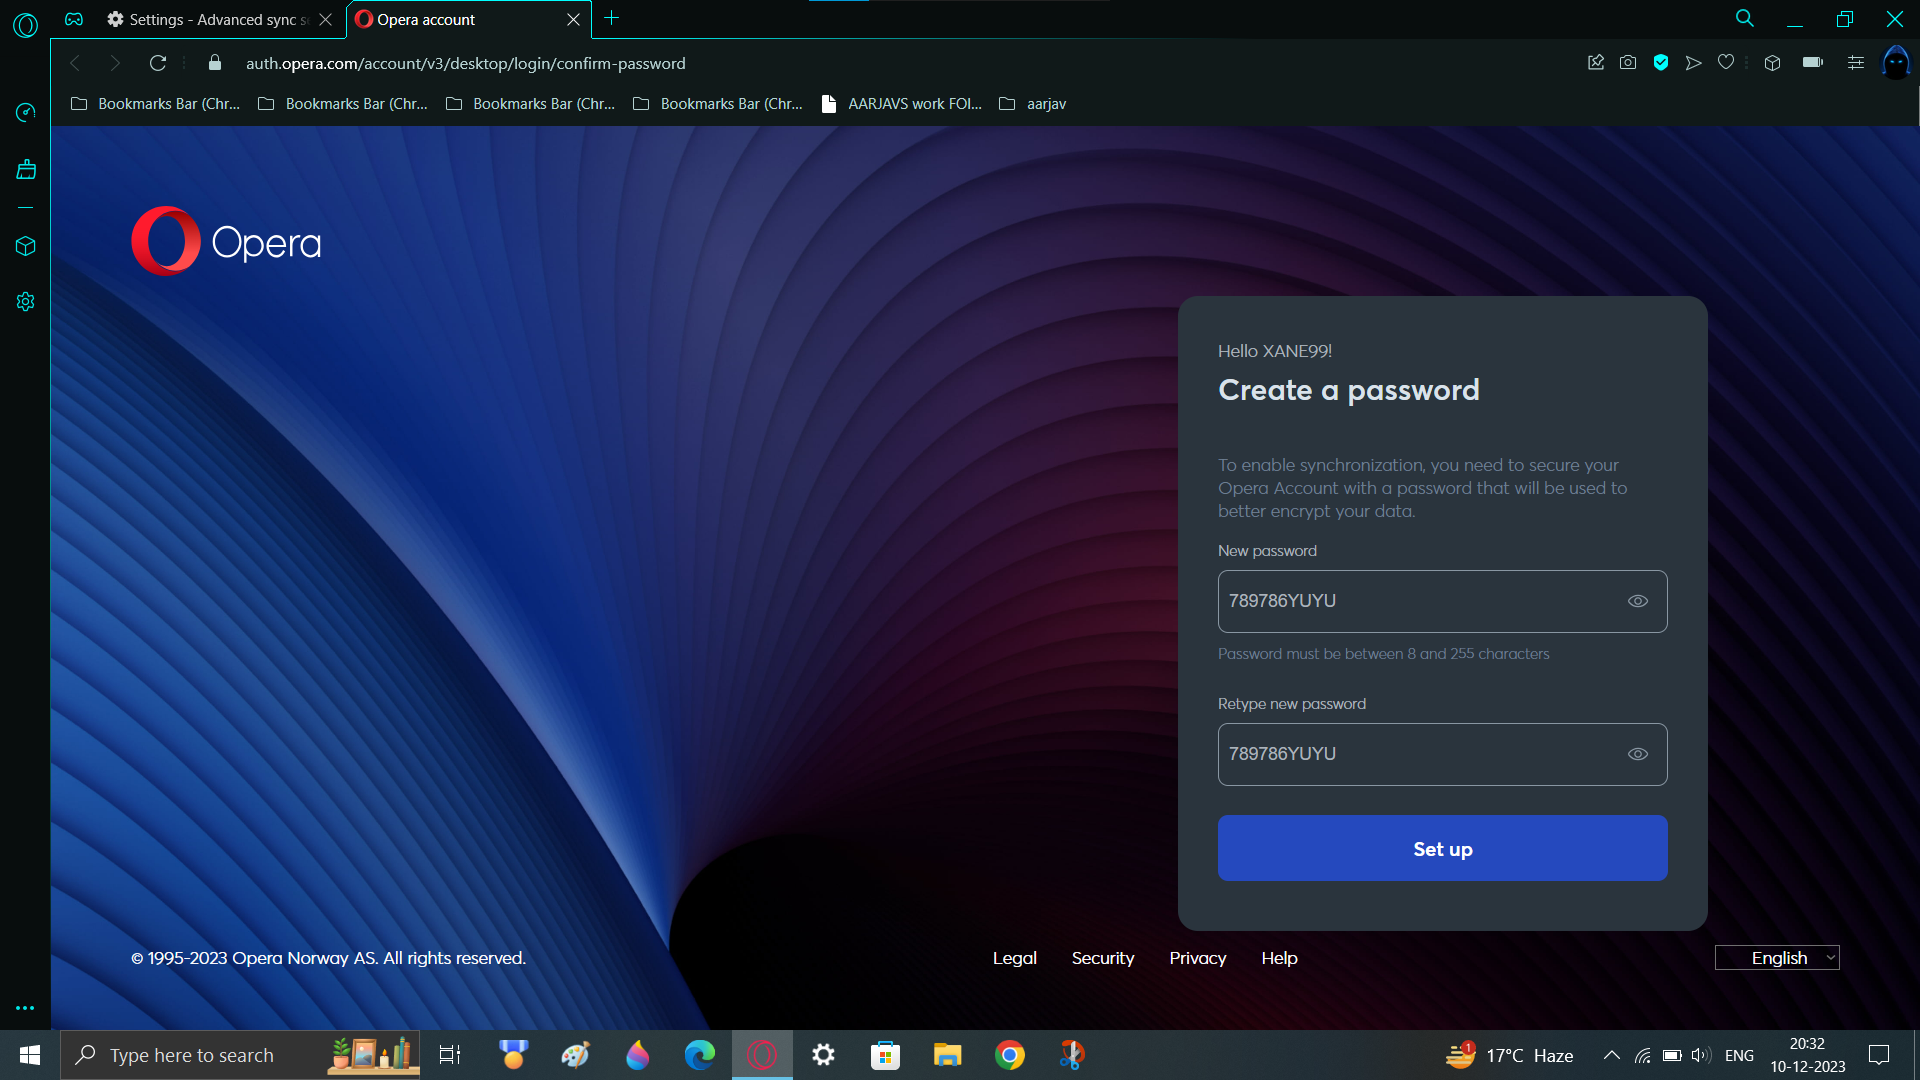 Settings - Advanced sync se
Opera account
auth.opera.com/account/v3/desktop/login/confirm-password
Bookmarks Bar (Chr...
Bookmarks Bar (Chr...
Bookmarks Bar (Chr...
Bookmarks Bar (Chr...
AARJAVS work FOI...
aarjav
Opera
Hello XANE99!
Create a password
To enable synchronization, you need to secure your
Opera Account with a password that will be used to
better encrypt your data.
New password
789786YUYU
Password must be between 8 and 255 characters
Retype new password
789786YUYU
Set up
© 1995-2023 Opera Norway AS. All rights reserved.
Legal
Security
Privacy
Help
English
Type here to search
1
17°C Haze
ENG
20:32
10-12-2023